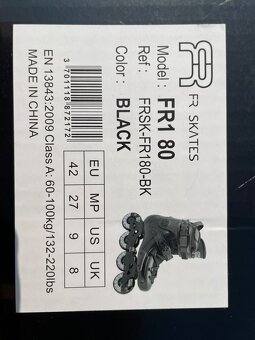 FR SKATES
Model : FR1 80
Ref : FRSK-FR180-BK
Color : BLACK
3701118872172
EU MP US UK
42 27 9 8
EN 13843:2009 Class A: 60-100kg/132-220lbs
MADE IN CHINA